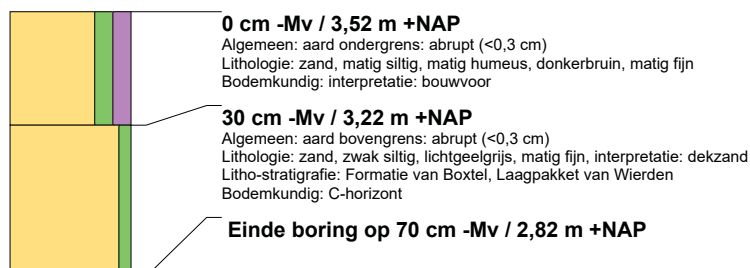 0 cm -Mv / 3,52 m +NAP
Algemeen: aard ondergrens: abrupt (<0,3 cm)
Lithologie: zand, matig siltig, matig humeus, donkerbruin, matig fijn
Bodemkundig: interpretatie: bouwvoor
30 cm -Mv / 3,22 m +NAP
Algemeen: aard bovengrens: abrupt (<0,3 cm)
Lithologie: zand, zwak siltig, lichtgeelgrijs, matig fijn, interpretatie: dekzand
Litho-stratigrafie: Formatie van Boxtel, Laagpakket van Wierden
Bodemkundig: C-horizont
Einde boring op 70 cm -Mv / 2,82 m +NAP